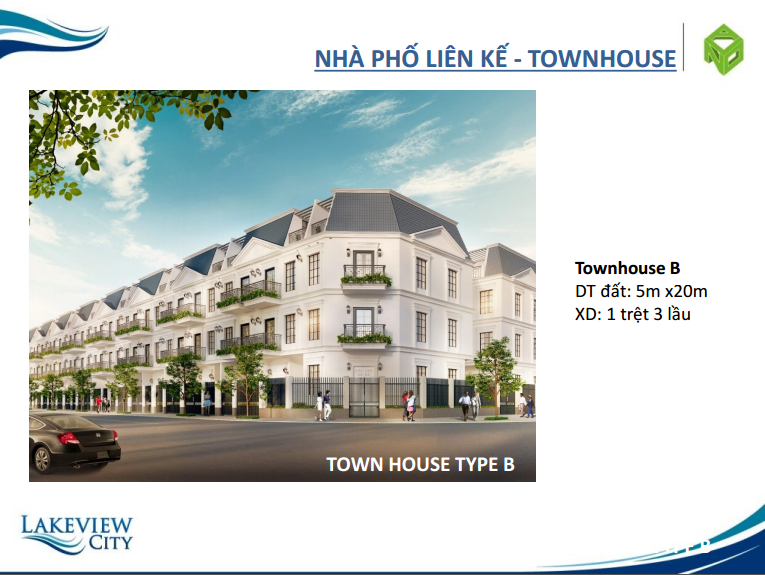 NHÀ PHỐ LIÊN KẾ - TOWNHOUSE
Townhouse B
DT đất: 5m x20m
XD: 1 trệt 3 lầu
TOWN HOUSE TYPE B
LAKEVIEW
CITY